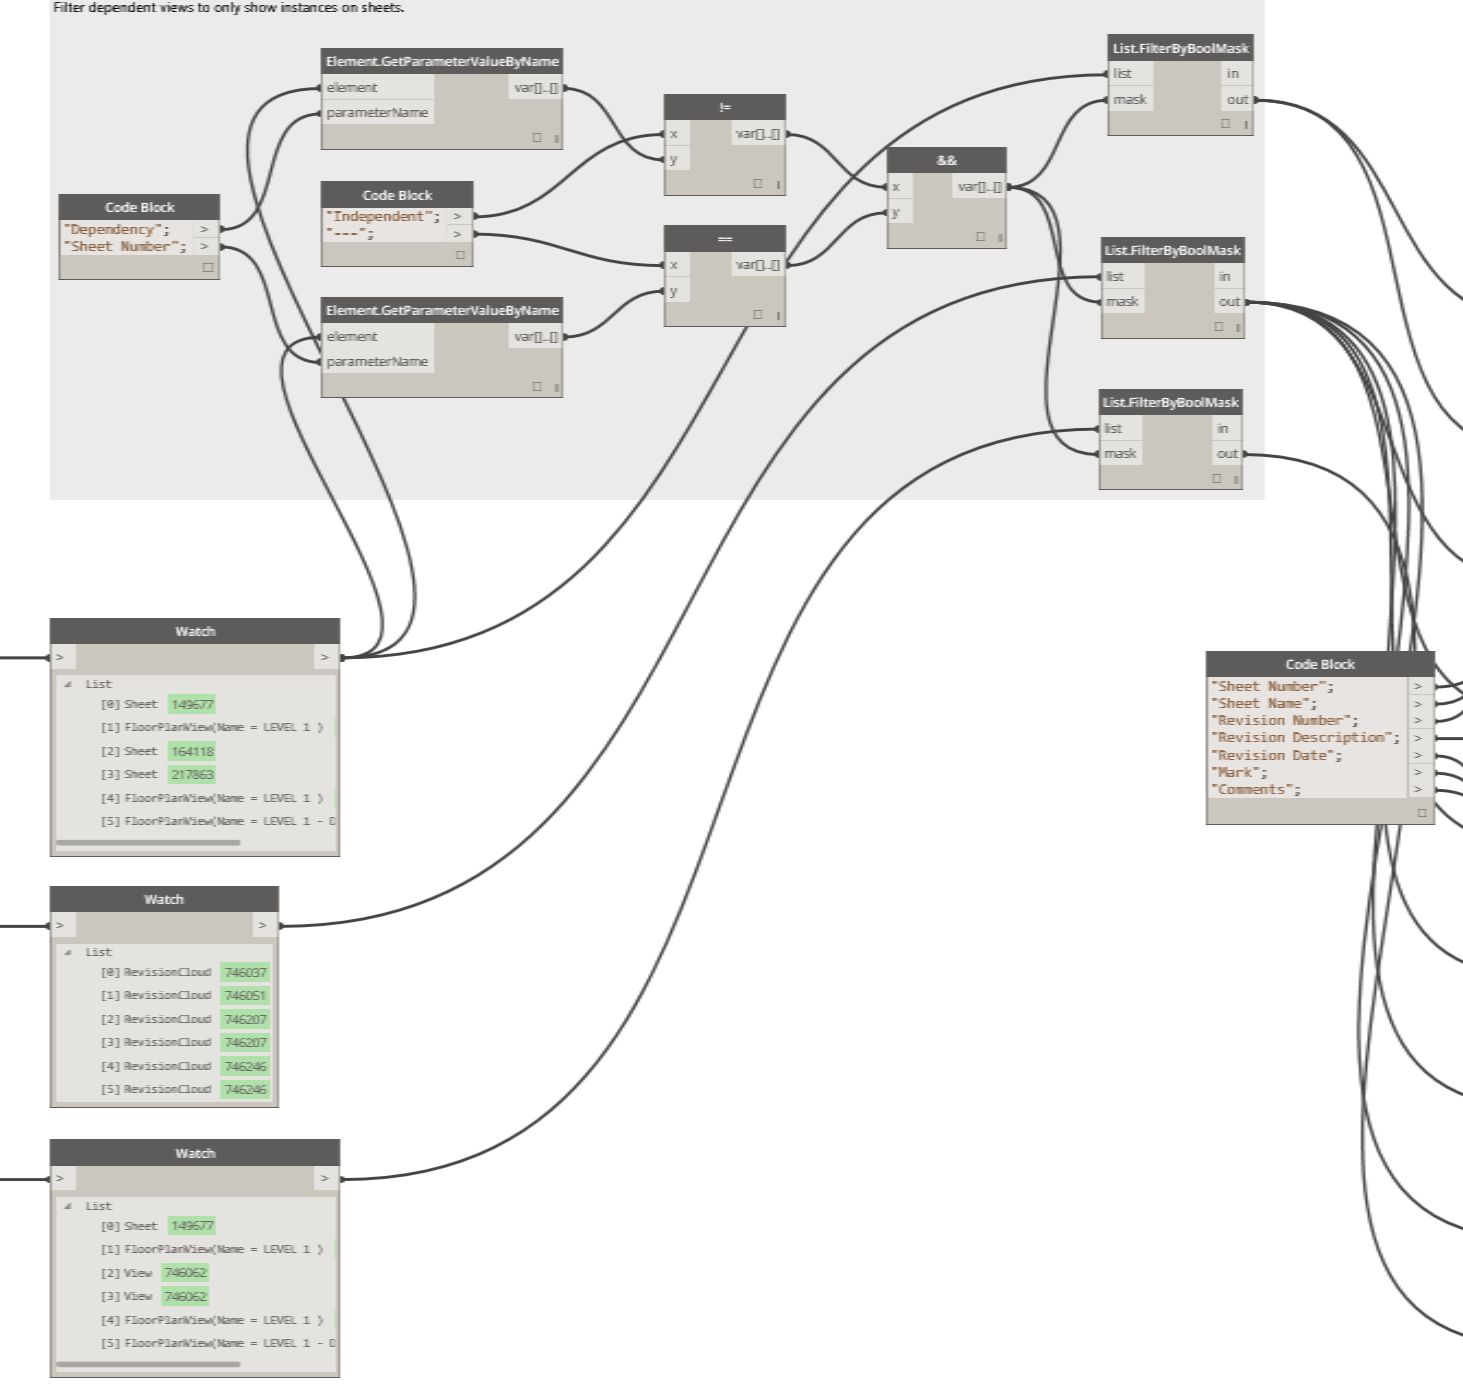 Filter dependent views to only show instances on sheets.
Element.GetParameterValueByName
element
var[]..[]
parameterName
Code Block
"Dependency"; >
"Sheet Number"; >
Code Block
"Independent"; >
"---"; >
Element.GetParameterValueByName
element
var[]..[]
parameterName
!=
x
var[]..[]
y
==
x
var[]..[]
y
&&
x
var[]..[]
y
List.FilterByBoolMask
list
in
mask
out
List.FilterByBoolMask
list
in
mask
out
List.FilterByBoolMask
list
in
mask
out
Watch
> >
List
[0] Sheet 149677
[1] FloorPlanView(Name = LEVEL 1 )
[2] Sheet 164118
[3] Sheet 217863
[4] FloorPlanView(Name = LEVEL 1 )
[5] FloorPlanView(Name = LEVEL 1 - D
Watch
> >
List
[0] RevisionCloud 746037
[1] RevisionCloud 746051
[2] RevisionCloud 746207
[3] RevisionCloud 746207
[4] RevisionCloud 746246
[5] RevisionCloud 746246
Watch
> >
List
[0] Sheet 149677
[1] FloorPlanView(Name = LEVEL 1 )
[2] View 746062
[3] View 746062
[4] FloorPlanView(Name = LEVEL 1 )
[5] FloorPlanView(Name = LEVEL 1 - D
Code Block
"Sheet Number"; >
"Sheet Name"; >
"Revision Number"; >
"Revision Description"; >
"Revision Date"; >
"Mark"; >
"Comments"; >